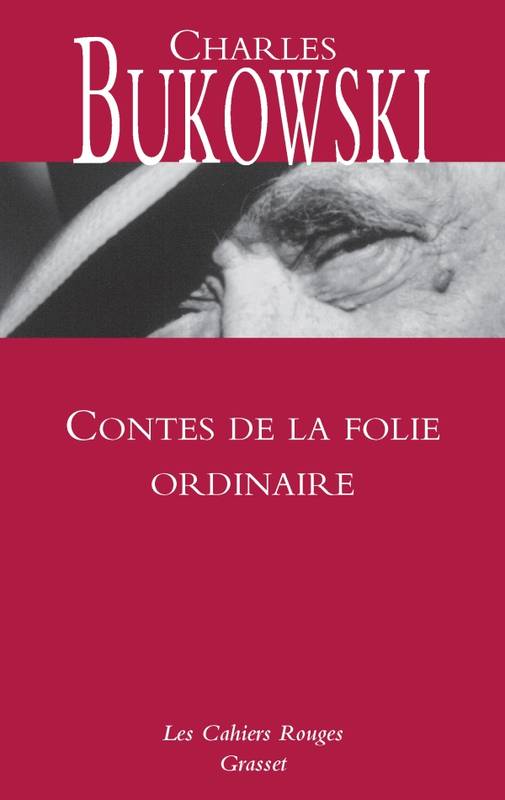 CHARLES
BUKOWSKI
CONTES DE LA FOLIE
ORDINAIRE
Les Cahiers Rouges
Grasset